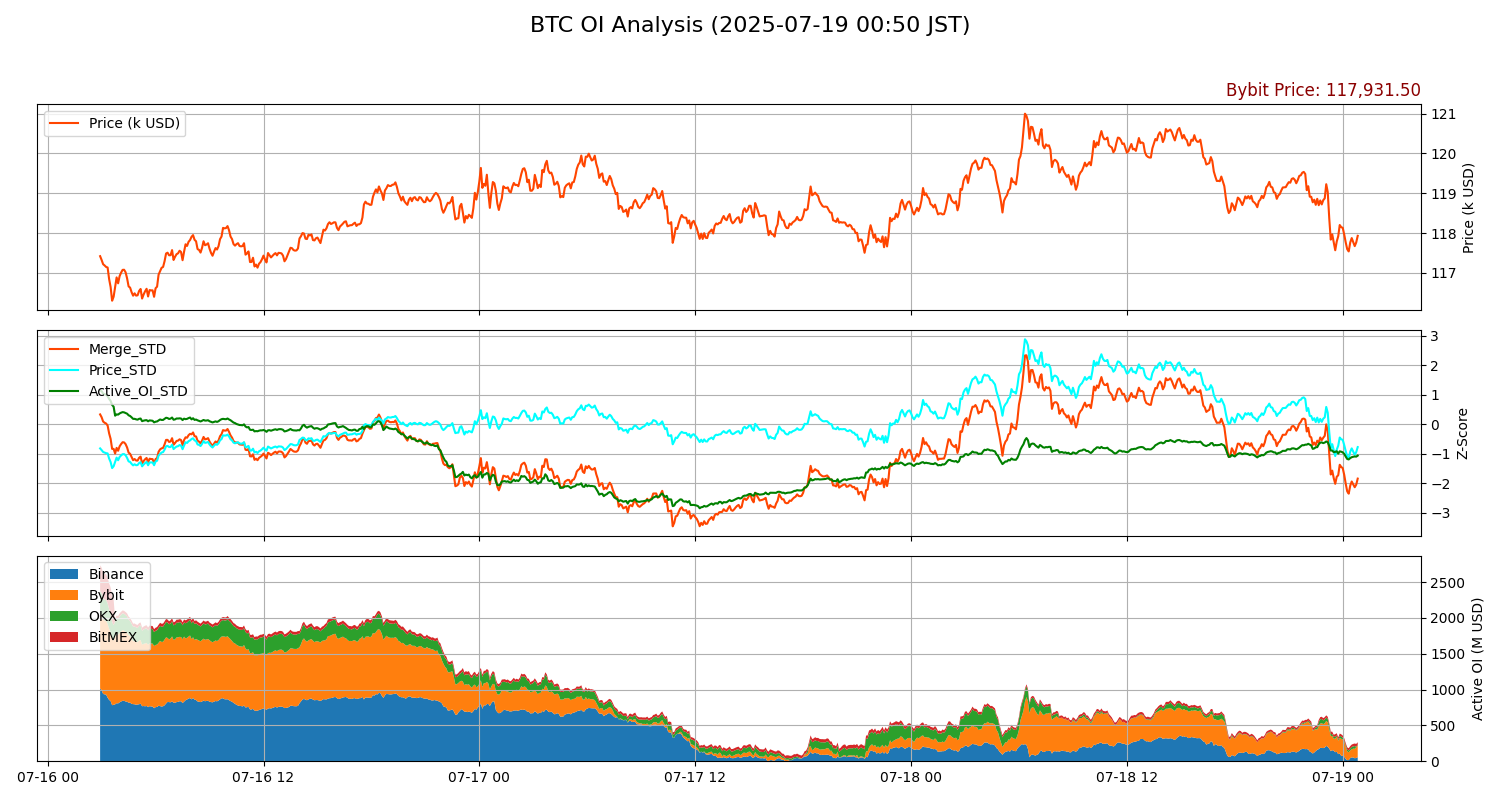 BTC OI Analysis (2025-07-19 00:50 JST)
Bybit Price: 117,931.50
Price (k USD)
121
120
119
118
117
Price (k USD)
Merge_STD
Price_STD
Active_OI_STD
3
2
1
0
−1
−2
−3
Z-Score
Binance
Bybit
OKX
BitMEX
2500
2000
1500
1000
500
0
Active OI (M USD)
07-16 00
07-16 12
07-17 00
07-17 12
07-18 00
07-18 12
07-19 00